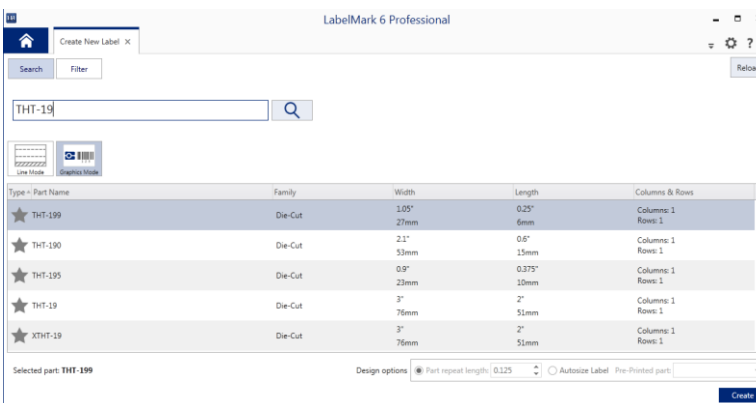 LabelMark 6 Professional
Create New Label ×
Search Filter
THT-19
Line Mode Graphics Mode
Type Part Name Family Width Length Columns & Rows
THT-199 Die-Cut 1.05" 0.25" Columns: 1
27mm 6mm Rows: 1
THT-190 Die-Cut 2.1" 0.6" Columns: 1
53mm 15mm Rows: 1
THT-195 Die-Cut 0.9" 0.375" Columns: 1
23mm 10mm Rows: 1
THT-19 Die-Cut 3" 2" Columns: 1
76mm 51mm Rows: 1
XTHT-19 Die-Cut 3" 2" Columns: 1
76mm 51mm Rows: 1
Selected part: THT-199 Design options Part repeat length: 0.125 Autosize Label Pre-Printed part:
Create